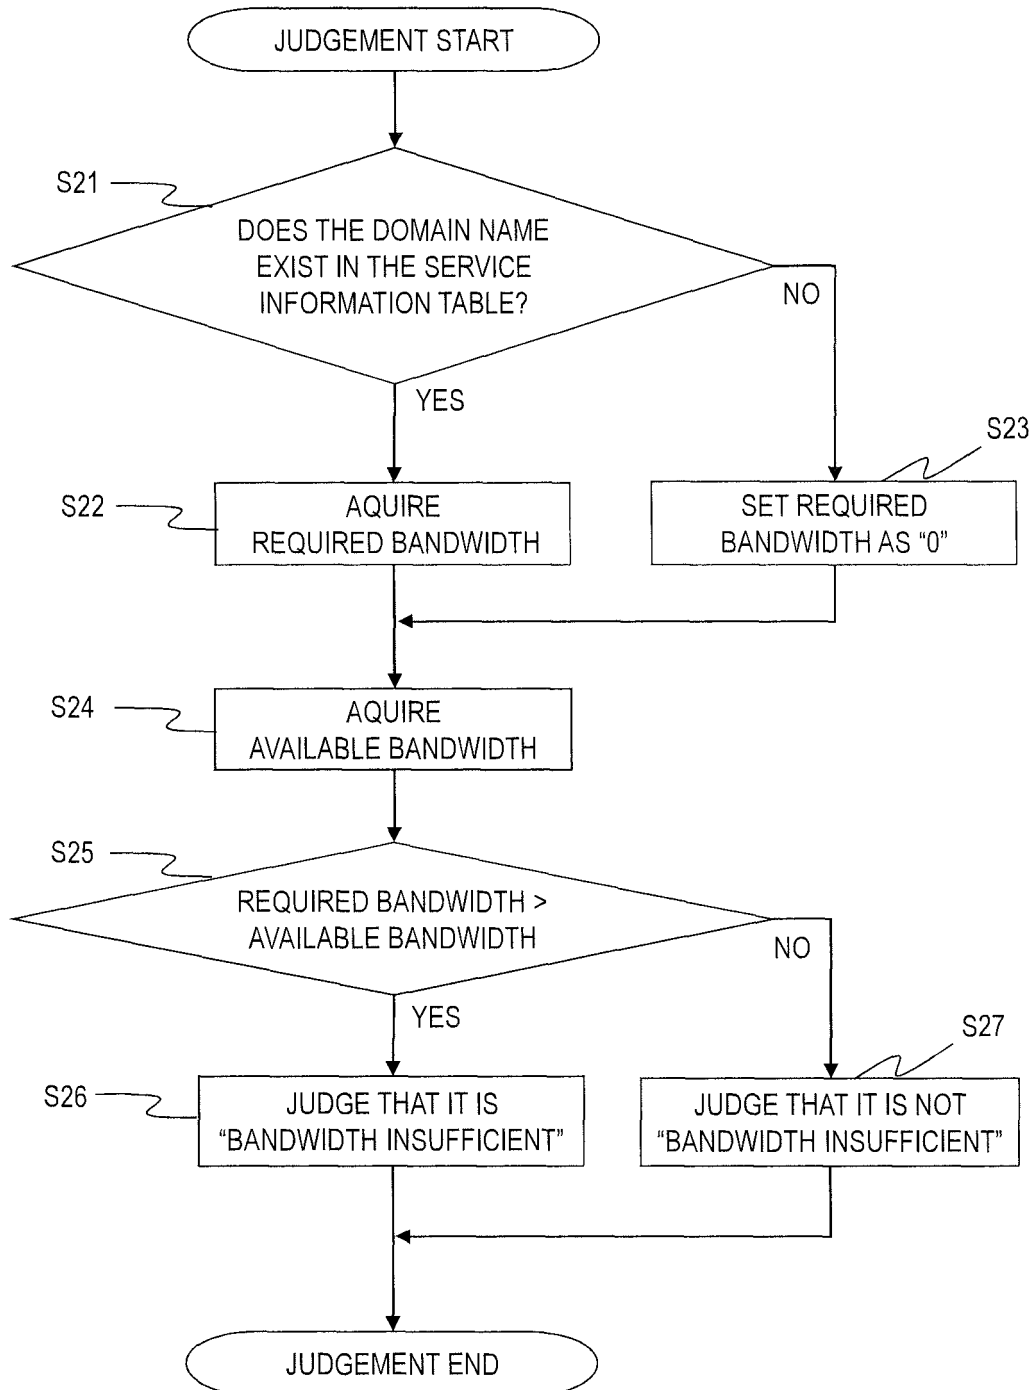 JUDGEMENT START
S21
DOES THE DOMAIN NAME
EXIST IN THE SERVICE
INFORMATION TABLE?
NO
YES
S23
S22
AQUIRE
REQUIRED BANDWIDTH
SET REQUIRED
BANDWIDTH AS “0”
S24
AQUIRE
AVAILABLE BANDWIDTH
S25
REQUIRED BANDWIDTH >
AVAILABLE BANDWIDTH
NO
YES
S27
S26
JUDGE THAT IT IS
“BANDWIDTH INSUFFICIENT”
JUDGE THAT IT IS NOT
“BANDWIDTH INSUFFICIENT”
JUDGEMENT END